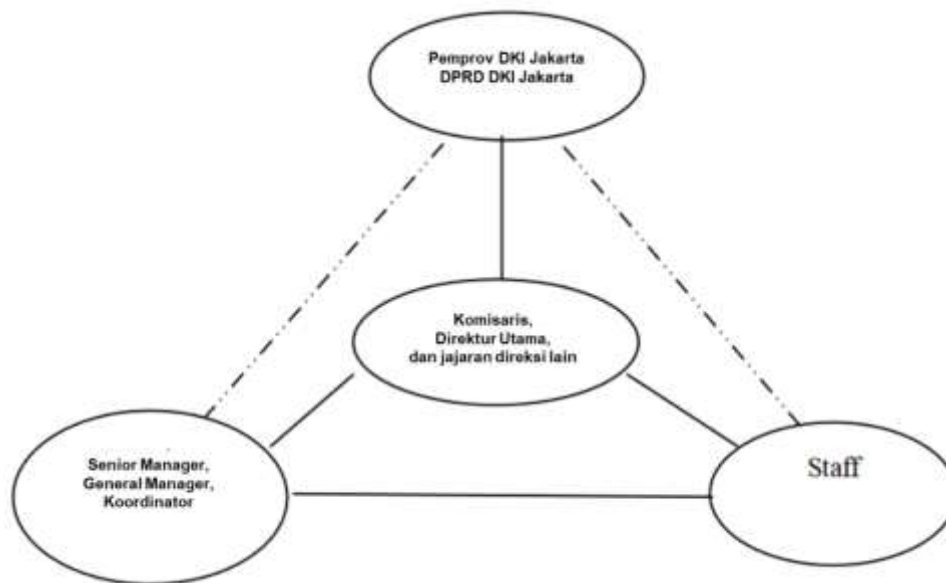 Pemprov DKI Jakarta
DPRD DKI Jakarta
Komisaris,
Direktur Utama,
dan jajaran direksi lain
Senior Manager,
General Manager,
Koordinator
Staff